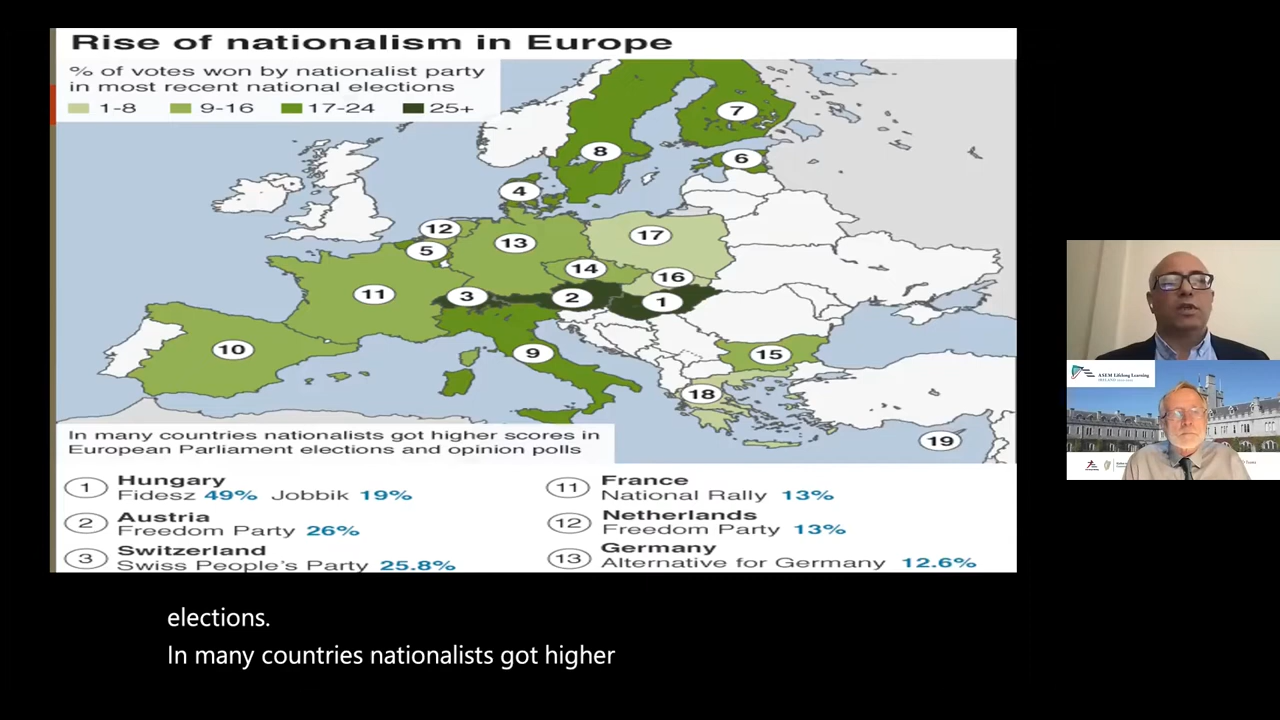 Rise of nationalism in Europe
% of votes won by nationalist party
in most recent national elections
1-8 9-16 17-24 25+
7
8
6
4
12
17
13
5
14
16
11
3
2
1
10
9
15
18
19
In many countries nationalists got higher scores in
European Parliament elections and opinion polls
1 Hungary
Fidesz 49% Jobbik 19%
2 Austria
Freedom Party 26%
3 Switzerland
Swiss People's Party 25.8%
11 France
National Rally 13%
12 Netherlands
Freedom Party 13%
13 Germany
Alternative for Germany 12.6%
ASEM Lifelong Learning
elections.
In many countries nationalists got higher